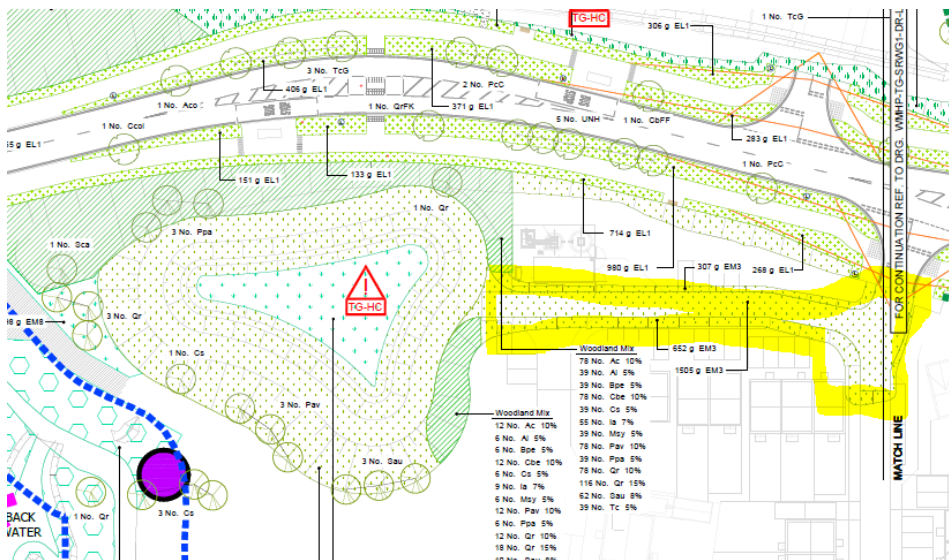 TG-HC
306 g EL1
1 No. TcG
3 No. TcG
2 No. PcC
406 g EL1
1 No. Aco
1 No. QrFK
371 g EL1
5 No. UNH
1 No. CbFF
1 No. Ccol
283 g EL1
55 g EL1
1 No. PcC
151 g EL1
133 g EL1
1 No. Qr
3 No. Ppa
714 g EL1
1 No. Sca
980 g EL1
307 g EM3
268 g EL1
TG-HC
98 g EM8
3 No. Qr
652 g EM3
1505 g EM3
1 No. Cs
3 No. Pav
3 No. Sau
1 No. Qr
3 No. Cs
BACK
WATER
Woodland Mix
78 No. Ac 10%
39 No. Al 5%
39 No. Bpe 5%
78 No. Cbe 10%
39 No. Cs 5%
55 No. Ia 7%
39 No. Msy 5%
78 No. Pav 10%
39 No. Ppa 5%
78 No. Qr 10%
116 No. Qr 15%
62 No. Sau 8%
39 No. Tc 5%
Woodland Mix
12 No. Ac 10%
6 No. Al 5%
6 No. Bpe 5%
12 No. Cbe 10%
6 No. Cs 5%
9 No. Ia 7%
6 No. Msy 5%
12 No. Pav 10%
6 No. Ppa 5%
12 No. Qr 10%
18 No. Qr 15%
10 No. Sau 8%
FOR CONTINUATION REF. TO DRG. WMHP-TG-SRWG1-DR-L
MATCH LINE